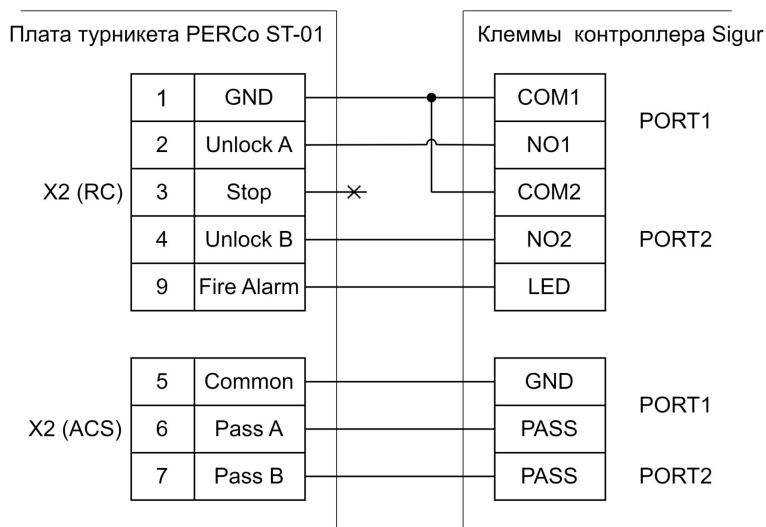 Плата турникета PERCo ST-01 Клеммы контроллера Sigur
1 GND COM1
PORT1
2 Unlock A NO1
X2 (RC) 3 Stop COM2
4 Unlock B NO2 PORT2
9 Fire Alarm LED
5 Common GND
PORT1
X2 (ACS) 6 Pass A PASS
7 Pass B PASS PORT2